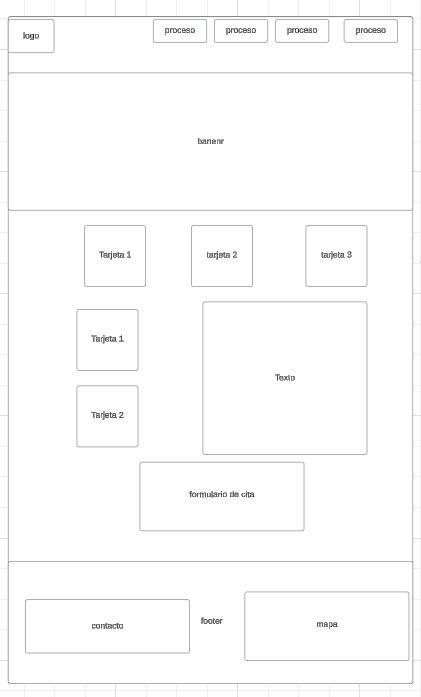 logo
proceso
proceso
proceso
proceso
banenr
Tarjeta 1
tarjeta 2
tarjeta 3
Tarjeta 1
Texto
Tarjeta 2
formulario de cita
contacto
footer
mapa